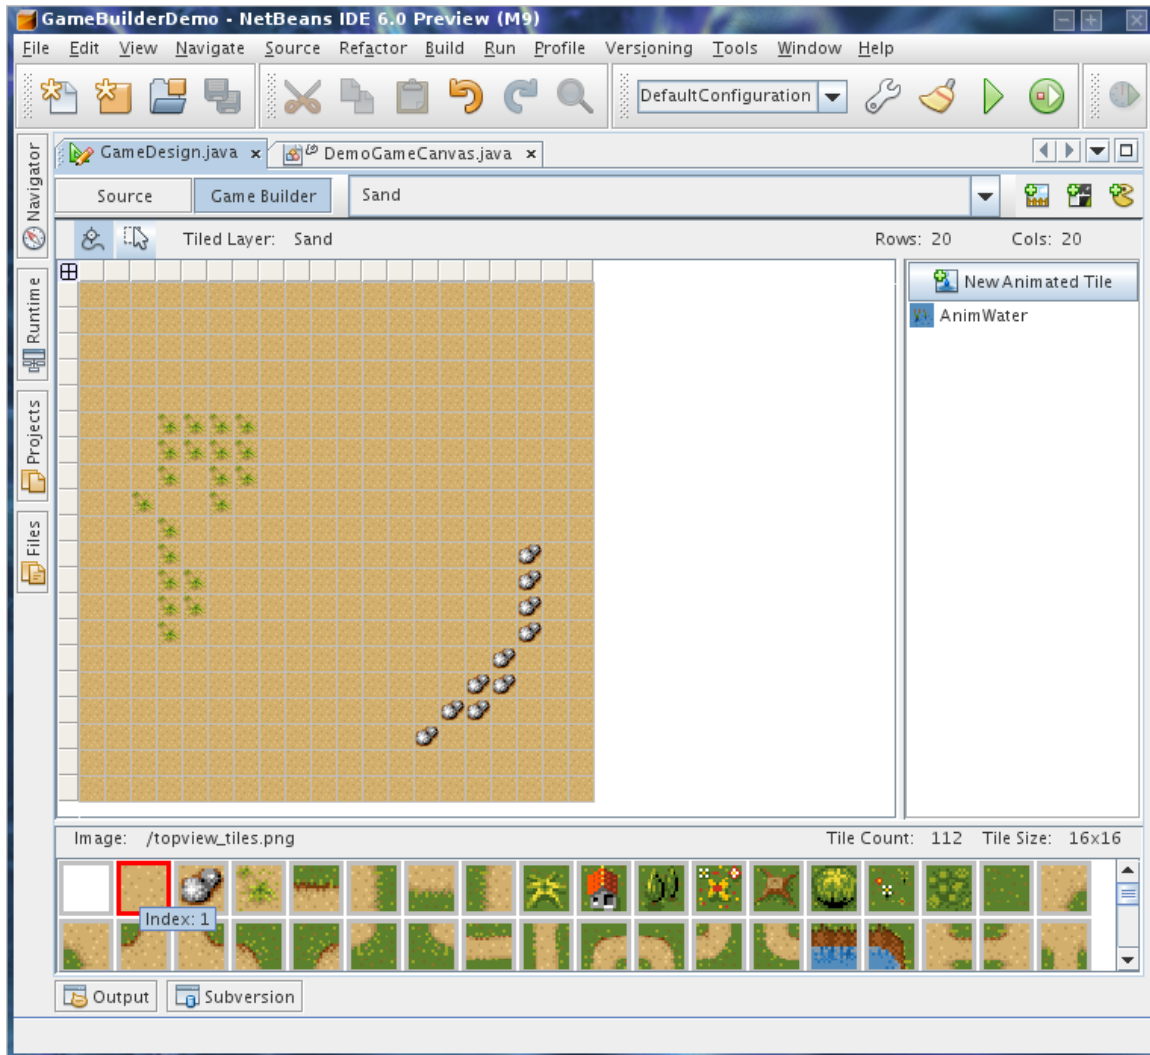 GameBuilderDemo - NetBeans IDE 6.0 Preview (M9)
File Edit View Navigate Source Refactor Build Run Profile Versioning Tools Window Help
DefaultConfiguration
Navigator
Runtime
Projects
Files
GameDesign.java x DemoGameCanvas.java x
Source Game Builder Sand
Tiled Layer: Sand Rows: 20 Cols: 20
New Animated Tile
AnimWater
Image: /topview_tiles.png Tile Count: 112 Tile Size: 16x16
Index: 1
Output Subversion